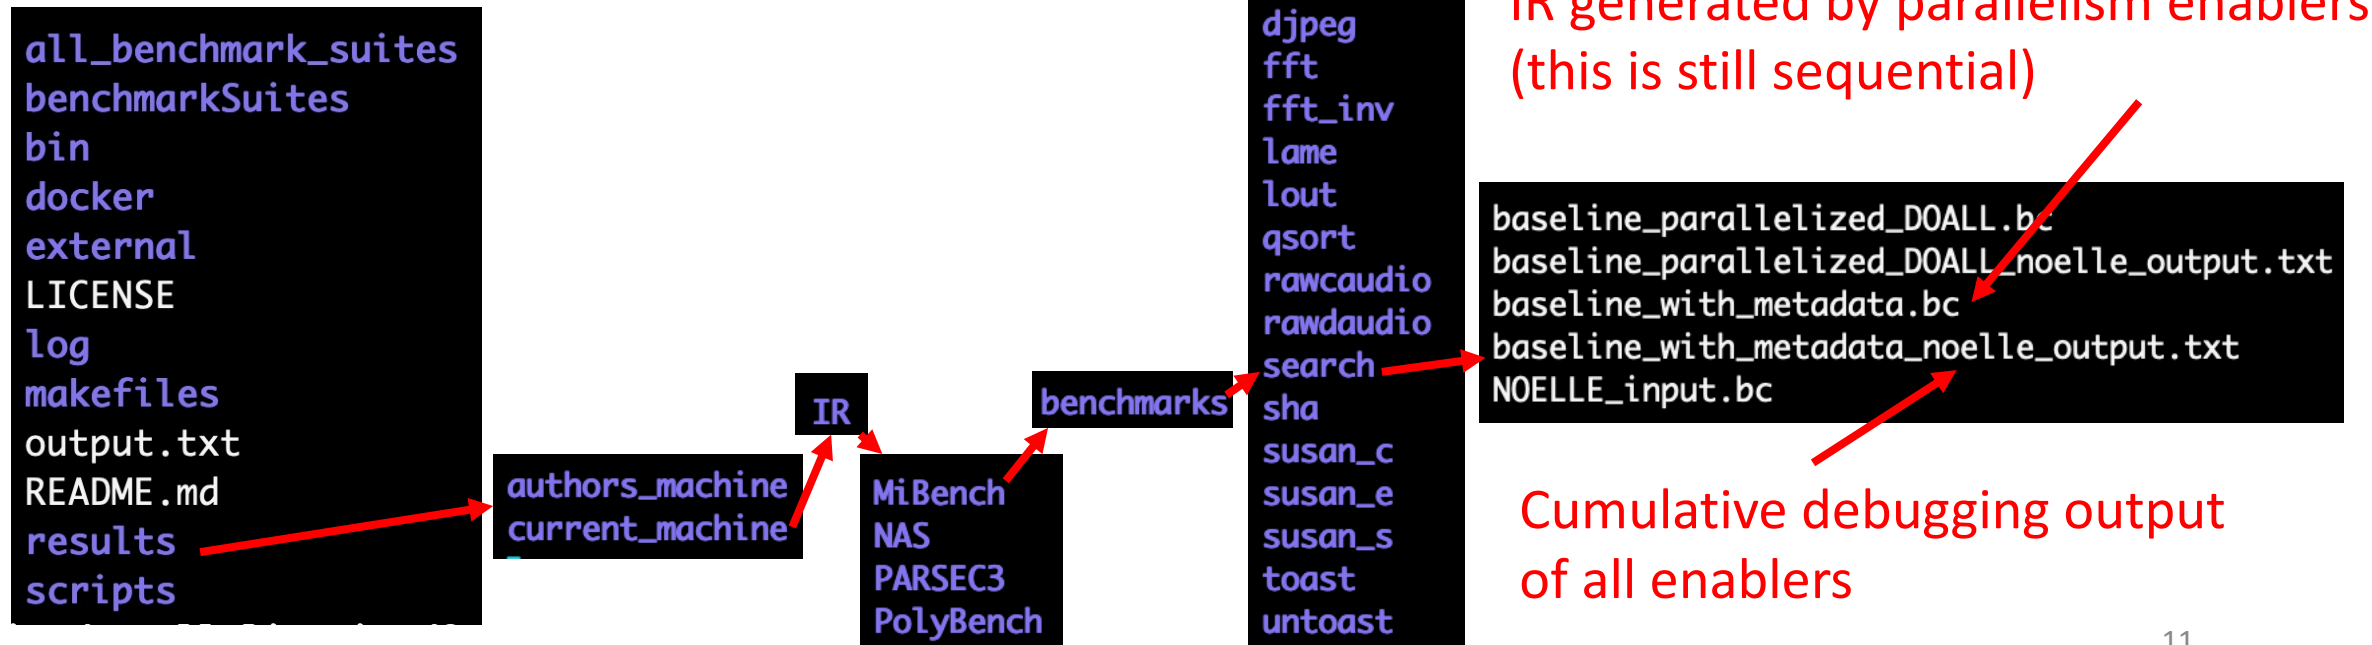 all_benchmark_suites
benchmarkSuites
bin
docker
external
LICENSE
log
makefiles
output.txt
README.md
results
scripts
authors_machine
current_machine
IR
MiBench
NAS
PARSEC3
PolyBench
benchmarks
djpeg
fft
fft_inv
lame
lout
qsort
rawcaudio
rawdaudio
search
sha
susan_c
susan_e
susan_s
toast
untoast
IR generated by parallelism enablers
(this is still sequential)
baseline_parallelized_DOALL.bc
baseline_parallelized_DOALL_noelle_output.txt
baseline_with_metadata.bc
baseline_with_metadata_noelle_output.txt
NOELLE_input.bc
Cumulative debugging output
of all enablers
11